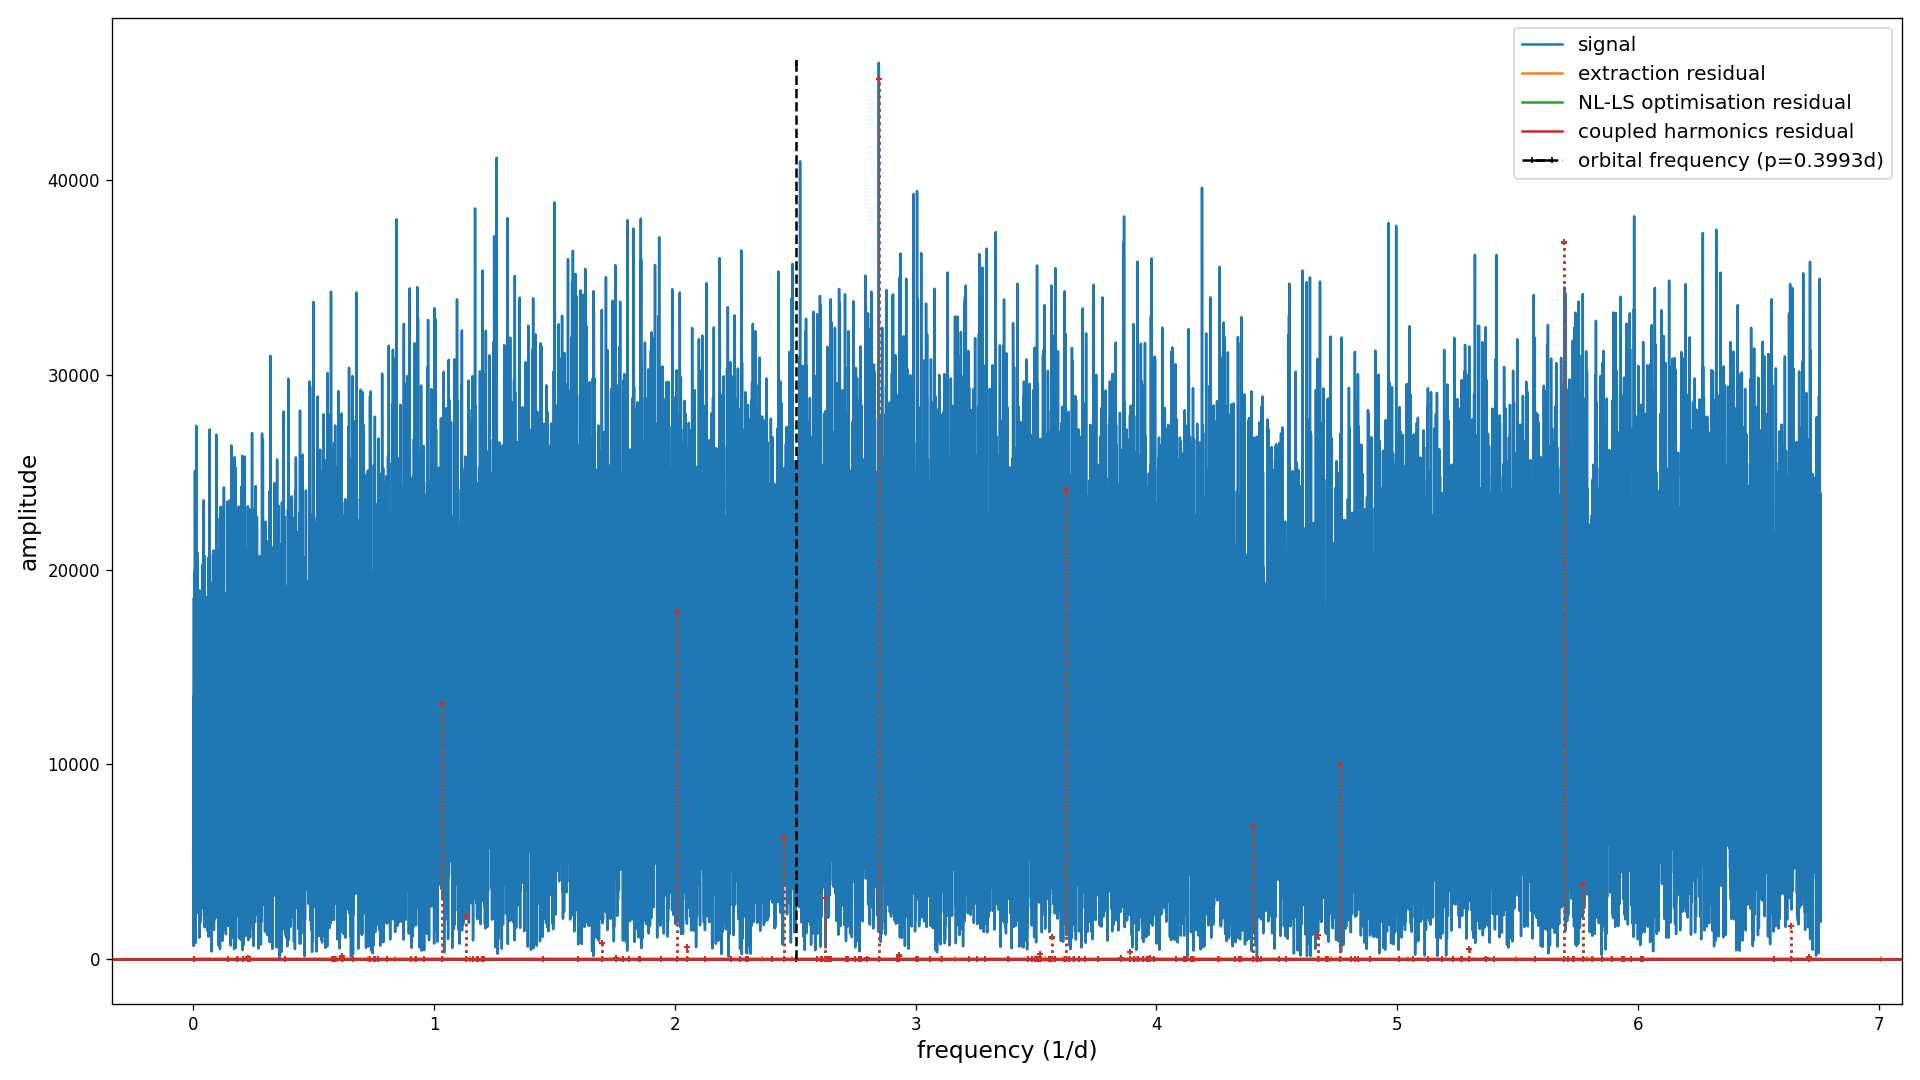 signal
extraction residual
NL-LS optimisation residual
coupled harmonics residual
orbital frequency (p=0.3993d)
amplitude
40000
30000
20000
10000
0
0 1 2 3 4 5 6 7
frequency (1/d)